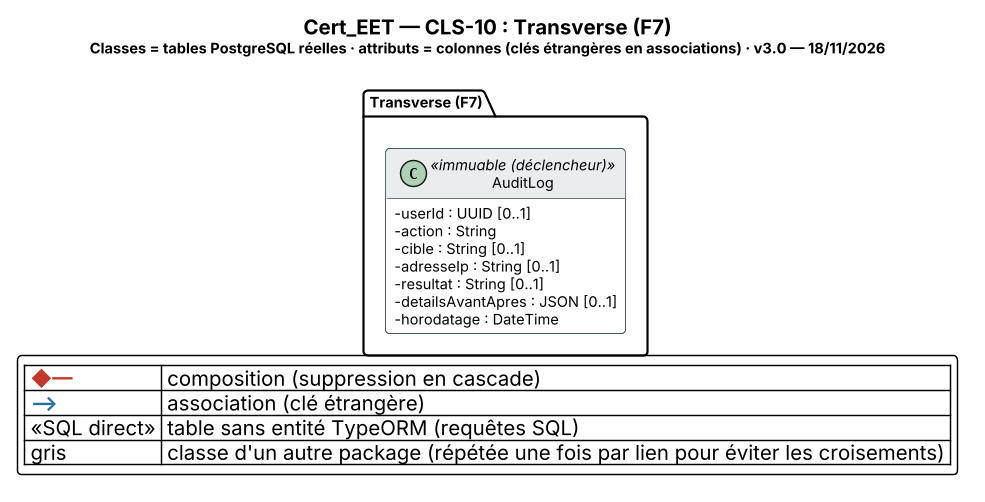 Cert_EET — CLS-10 : Transverse (F7)
Classes = tables PostgreSQL réelles · attributs = colonnes (clés étrangères en associations) · v3.0 — 18/11/2026
Transverse (F7)
«immuable (déclencheur)»
C
AuditLog
-userId : UUID [0..1]
-action : String
-cible : String [0..1]
-adresseIp : String [0..1]
-resultat : String [0..1]
-detailsAvantApres : JSON [0..1]
-horodatage : DateTime
◆— composition (suppression en cascade)
→ association (clé étrangère)
«SQL direct» table sans entité TypeORM (requêtes SQL)
gris classe d'un autre package (répétée une fois par lien pour éviter les croisements)